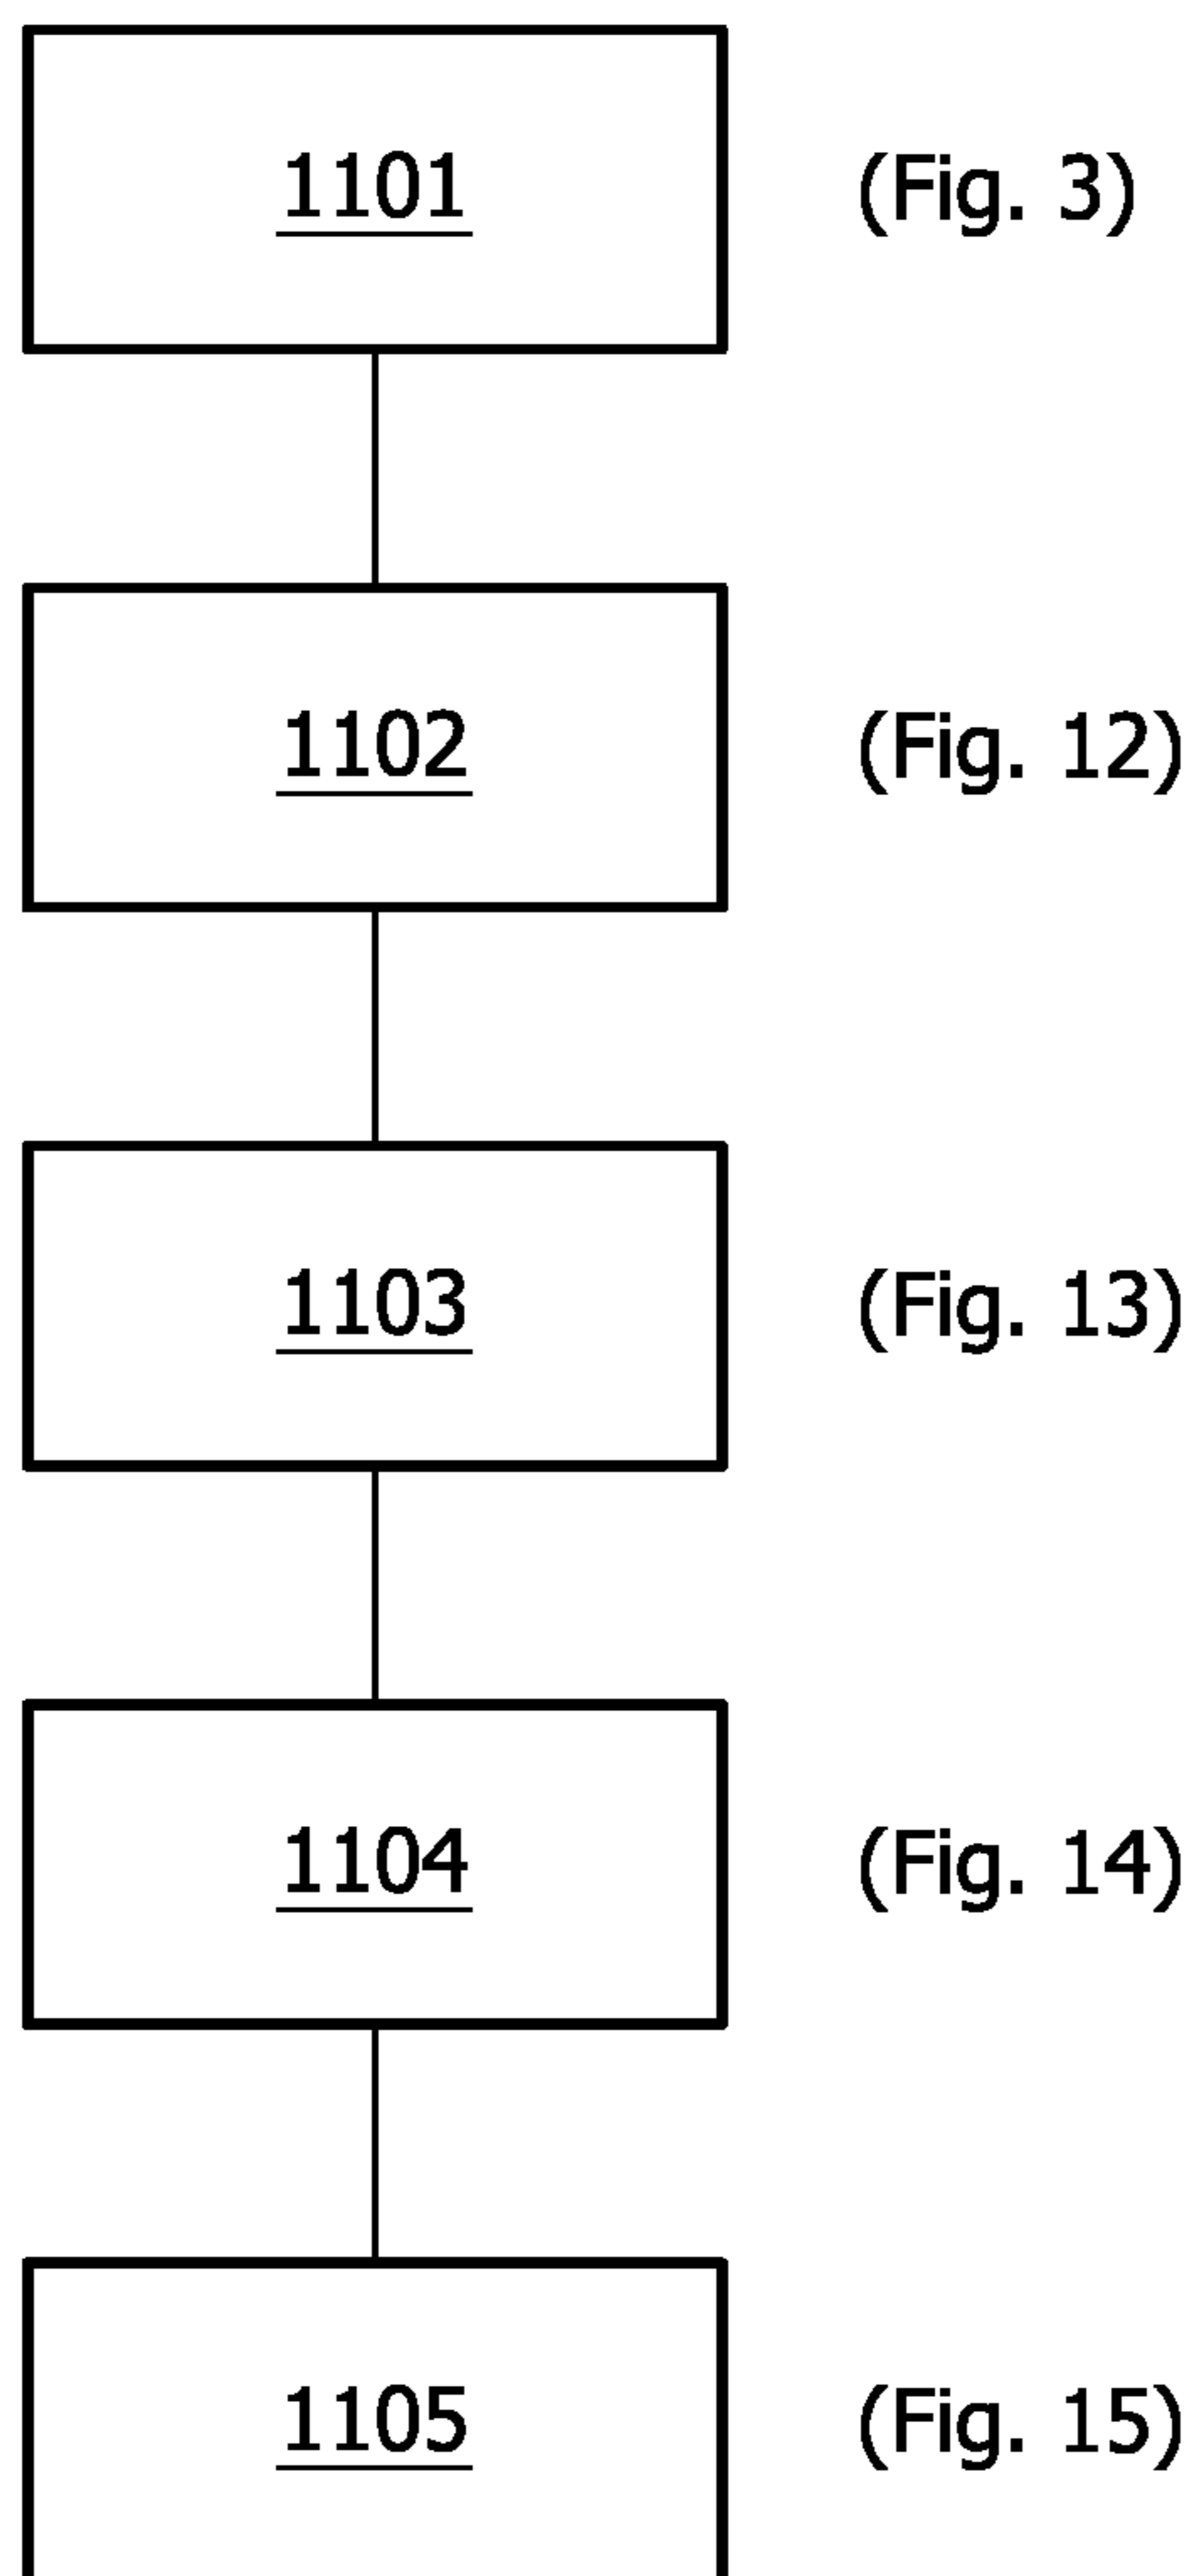 1101 (Fig. 3)
1102 (Fig. 12)
1103 (Fig. 13)
1104 (Fig. 14)
1105 (Fig. 15)